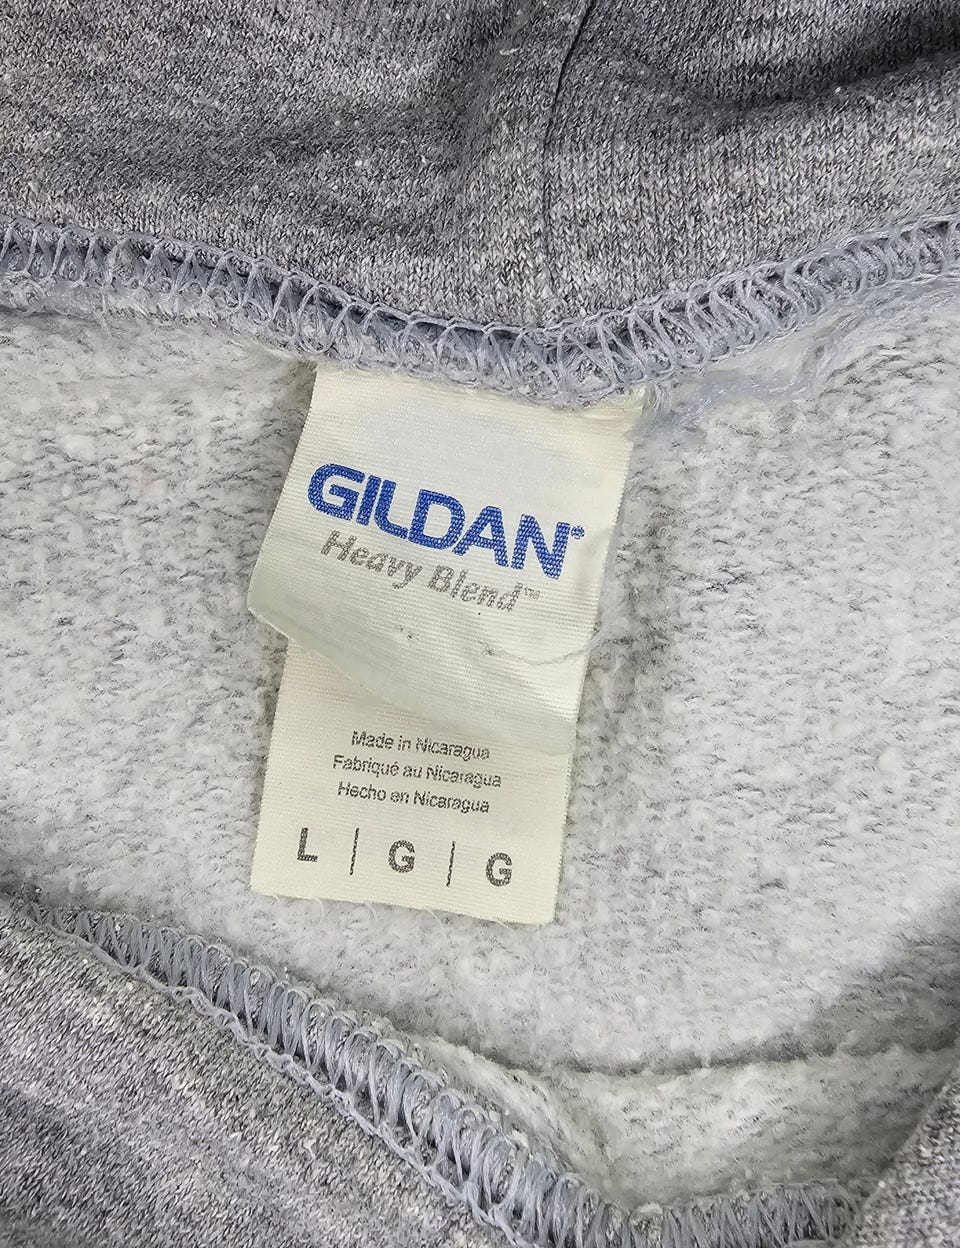 GILDAN®
Heavy Blend™
Made in Nicaragua
Fabriqué au Nicaragua
Hecho en Nicaragua
L | G | G